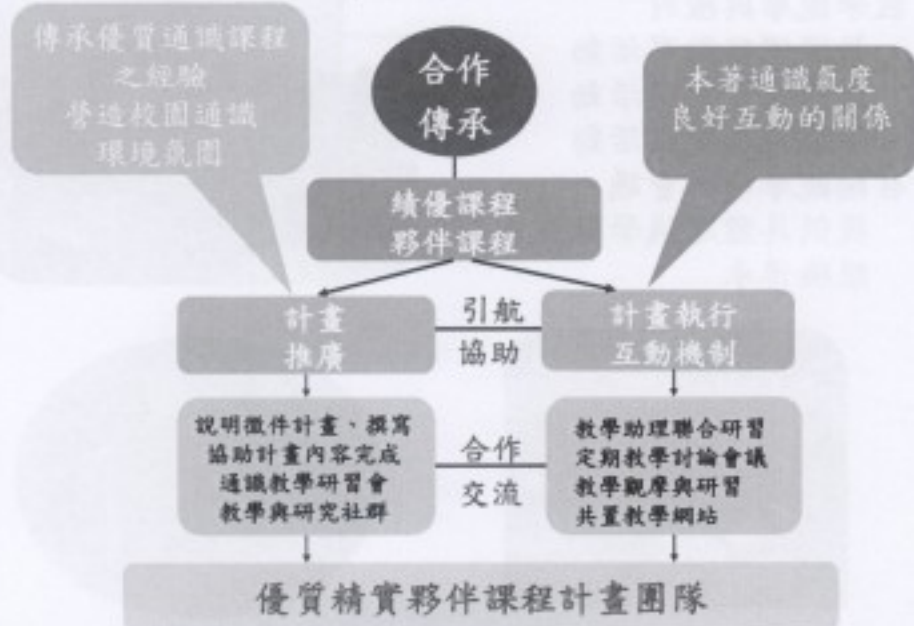 傳承優質通識課程
之經驗
營造校園通識
環境氛圍
合作
傳承
本著通識氣度
良好互動的關係
績優課程
夥伴課程
計畫
推廣
引航
協助
計畫執行
互動機制
說明徵件計畫、撰寫
協助計畫內容完成
通識教學研習會
教學與研究社群
合作
交流
教學助理聯合研習
定期教學討論會議
教學觀摩與研習
共置教學網站
優質精實夥伴課程計畫團隊